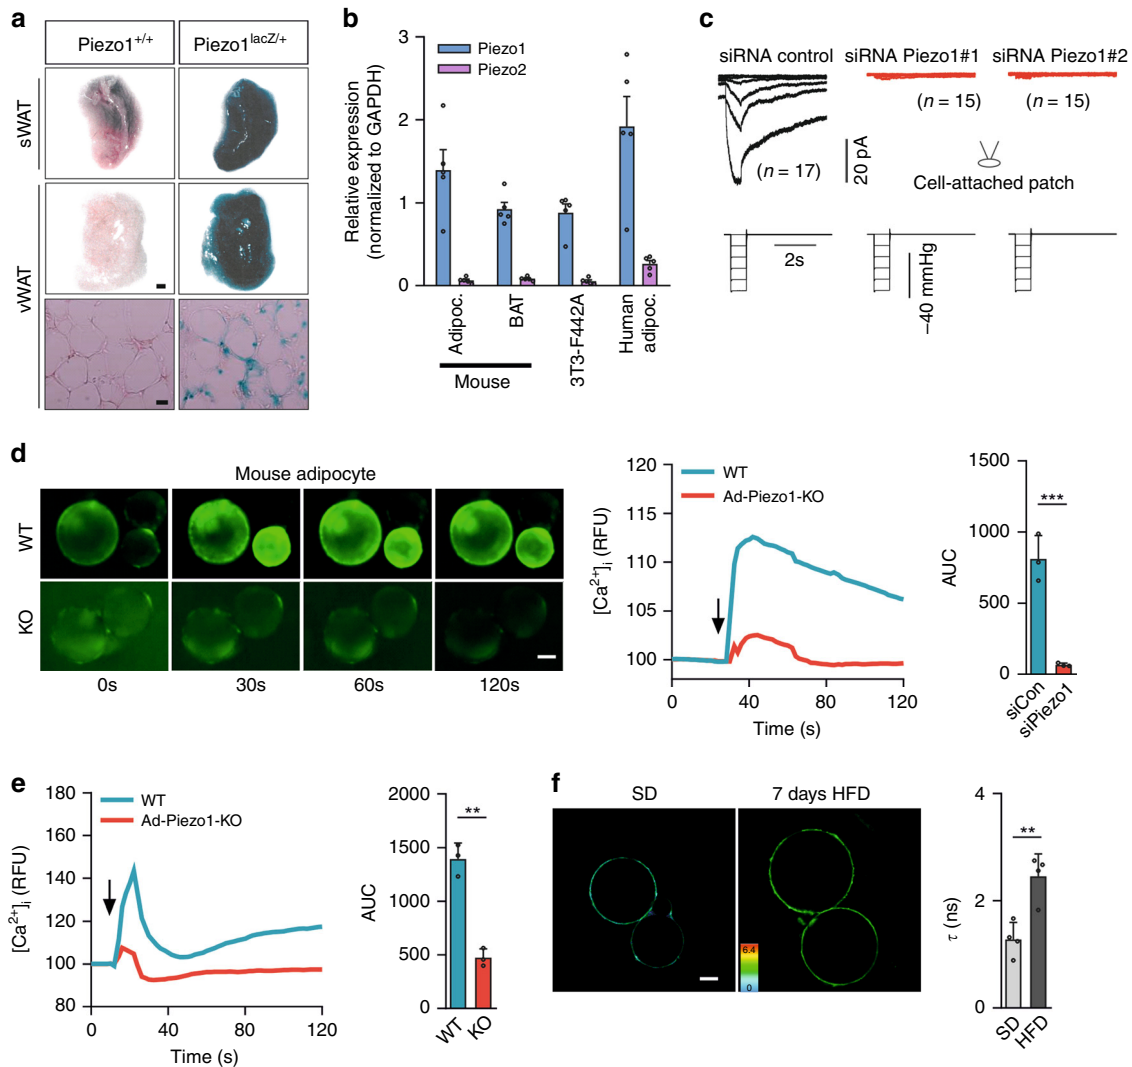 a
Piezo1+/+
Piezo1lacZ/+
sWAT
vWAT
b
3
2
1
0
Relative expression
(normalized to GAPDH)
Piezo1
Piezo2
Adipoc.
BAT
3T3-F442A
Human
adipoc.
Mouse
c
siRNA control
siRNA Piezo1#1
siRNA Piezo1#2
(n = 17)
(n = 15)
(n = 15)
20 pA
Cell-attached patch
2s
−40 mmHg
d
Mouse adipocyte
WT
KO
0s
30s
60s
120s
120
115
110
105
100
[Ca2+]i (RFU)
WT
Ad-Piezo1-KO
0
40
80
120
Time (s)
1500
1000
500
0
AUC
***
siCon
siPiezo1
e
180
160
140
120
100
80
[Ca2+]i (RFU)
WT
Ad-Piezo1-KO
0
40
80
120
Time (s)
2000
1500
1000
500
0
AUC
**
WT
KO
f
SD
7 days HFD
6.4
0
4
2
0
τ (ns)
**
SD
HFD